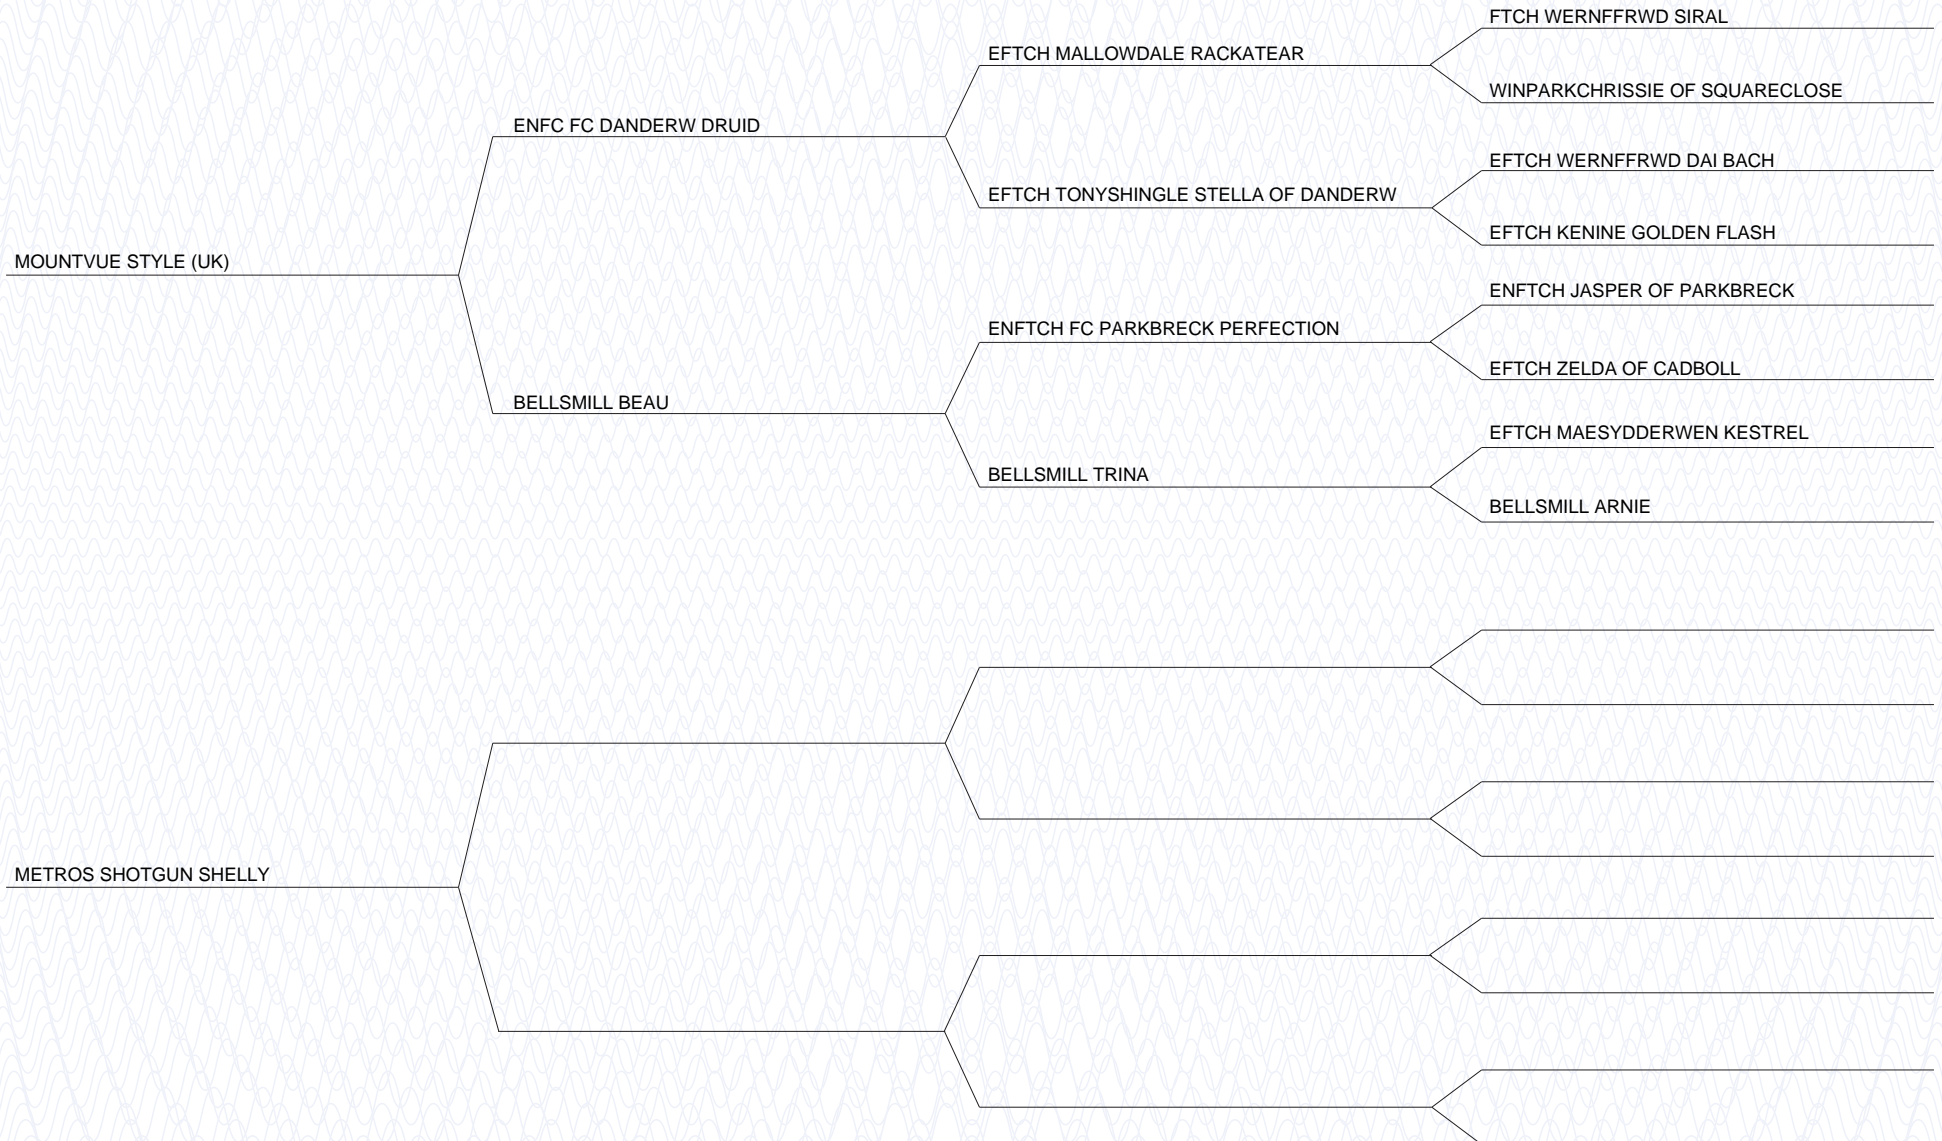 FTCH WERNFFRWD SIRAL
EFTCH MALLOWDALE RACKATEAR
WINPARKCHRISSIE OF SQUARECLOSE
ENFC FC DANDERW DRUID
EFTCH WERNFFRWD DAI BACH
EFTCH TONYSHINGLE STELLA OF DANDERW
EFTCH KENINE GOLDEN FLASH
MOUNTVUE STYLE (UK)
ENFTCH JASPER OF PARKBRECK
ENFTCH FC PARKBRECK PERFECTION
EFTCH ZELDA OF CADBOLL
BELLSMILL BEAU
EFTCH MAESYDDERWEN KESTREL
BELLSMILL TRINA
BELLSMILL ARNIE
METROS SHOTGUN SHELLY